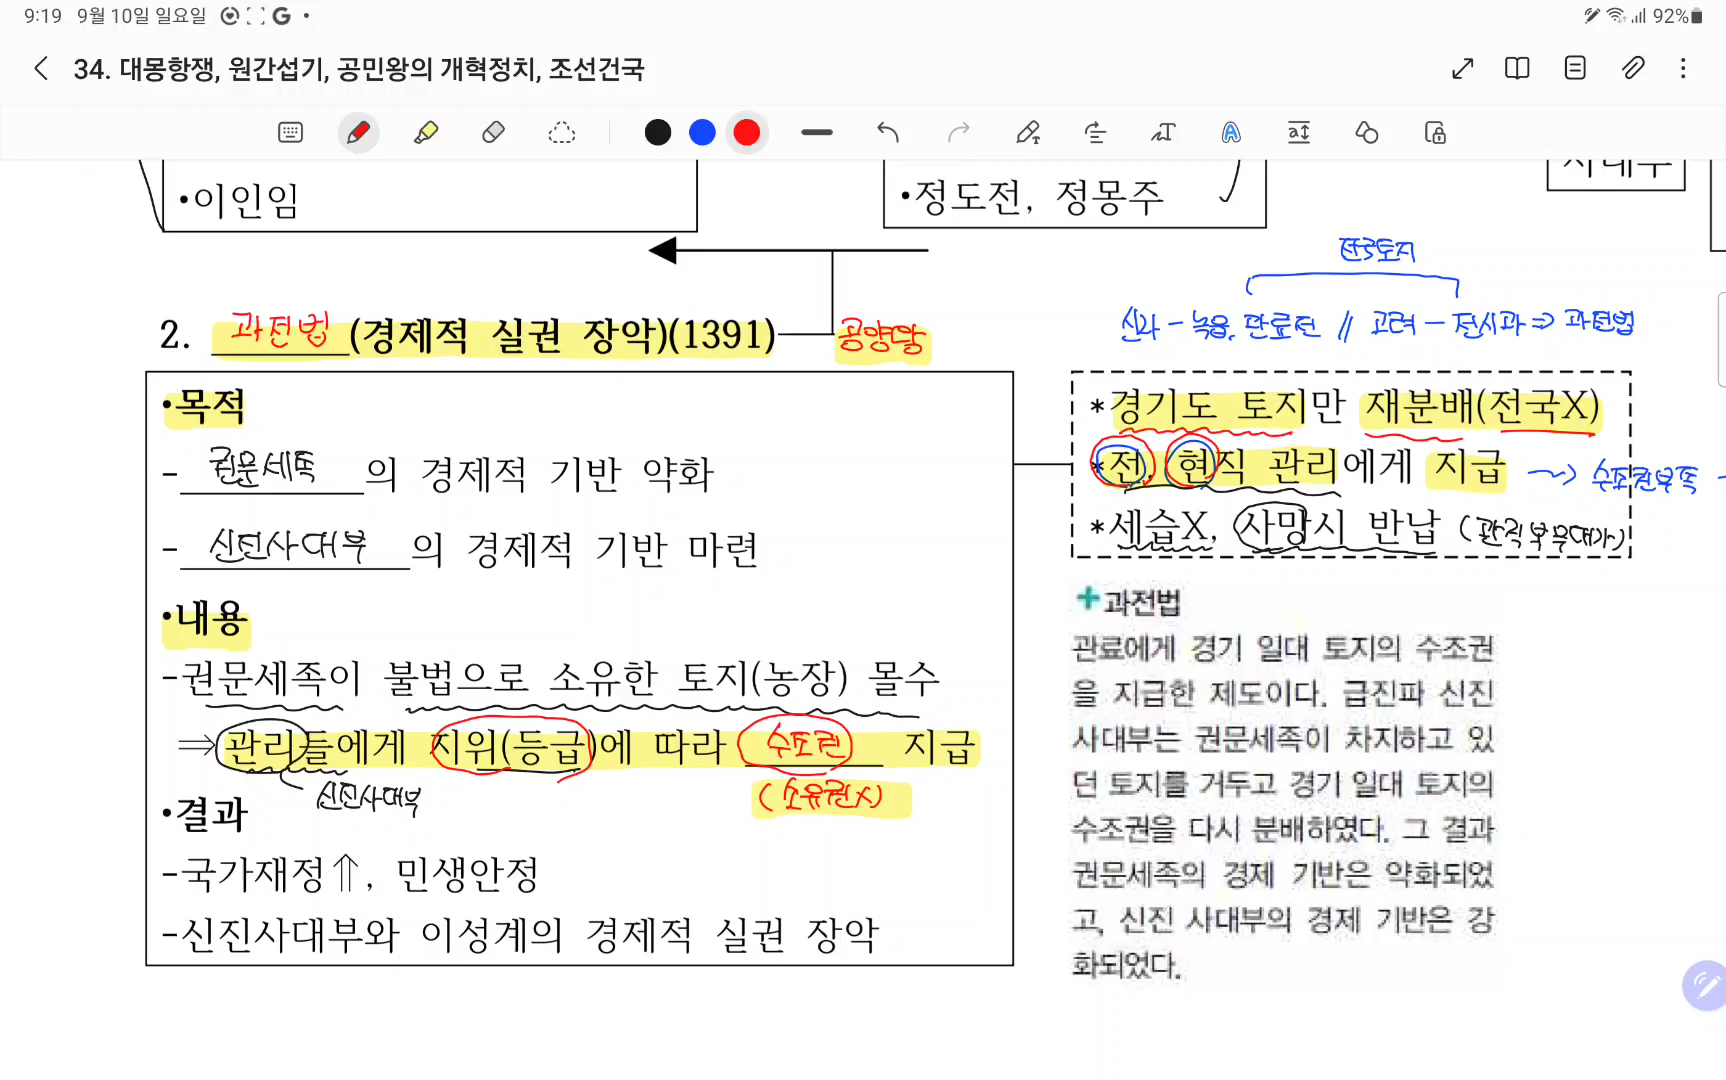 9:19 9월 10일 일요일
92%
34. 대몽항쟁, 원간섭기, 공민왕의 개혁정치, 조선건국
•이인임
•정도전, 정몽주
전국토지
신라 - 녹읍, 관료전 // 고려 - 전시과 ⇒ 과전법
2. 과전법 (경제적 실권 장악)(1391)
공양왕
•목적
- 권문세족 의 경제적 기반 약화
- 신진사대부 의 경제적 기반 마련
•내용
-권문세족이 불법으로 소유한 토지(농장) 몰수
⇒관리들에게 지위(등급)에 따라 수조권 지급
신진사대부
(소유권X)
•결과
-국가재정⇑, 민생안정
-신진사대부와 이성계의 경제적 실권 장악
*경기도 토지만 재분배(전국X)
*전, 현직 관리에게 지급 ~> 수조권부족
*세습X, 사망시 반납 (관직복무대가)
+과전법
관료에게 경기 일대 토지의 수조권
을 지급한 제도이다. 급진파 신진
사대부는 권문세족이 차지하고 있
던 토지를 거두고 경기 일대 토지의
수조권을 다시 분배하였다. 그 결과
권문세족의 경제 기반은 약화되었
고, 신진 사대부의 경제 기반은 강
화되었다.